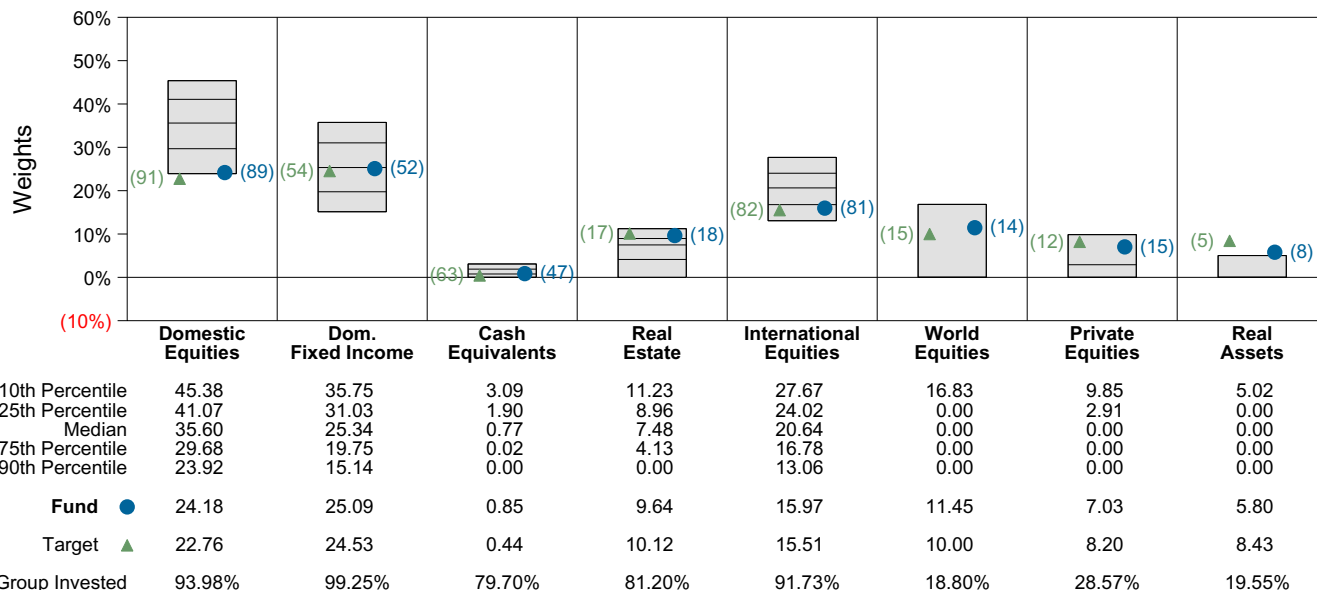 60%
50%
40%
30%
20%
10%
0%
(10%)
Weights
(91) (89) (54) (52) (63) (47) (17) (18) (82) (81) (15) (14) (12) (15) (5) (8)
Domestic Equities Dom. Fixed Income Cash Equivalents Real Estate International Equities World Equities Private Equities Real Assets
10th Percentile 45.38 35.75 3.09 11.23 27.67 16.83 9.85 5.02
25th Percentile 41.07 31.03 1.90 8.96 24.02 0.00 2.91 0.00
Median 35.60 25.34 0.77 7.48 20.64 0.00 0.00 0.00
75th Percentile 29.68 19.75 0.02 4.13 16.78 0.00 0.00 0.00
90th Percentile 23.92 15.14 0.00 0.00 13.06 0.00 0.00 0.00
Fund 24.18 25.09 0.85 9.64 15.97 11.45 7.03 5.80
Target 22.76 24.53 0.44 10.12 15.51 10.00 8.20 8.43
Group Invested 93.98% 99.25% 79.70% 81.20% 91.73% 18.80% 28.57% 19.55%